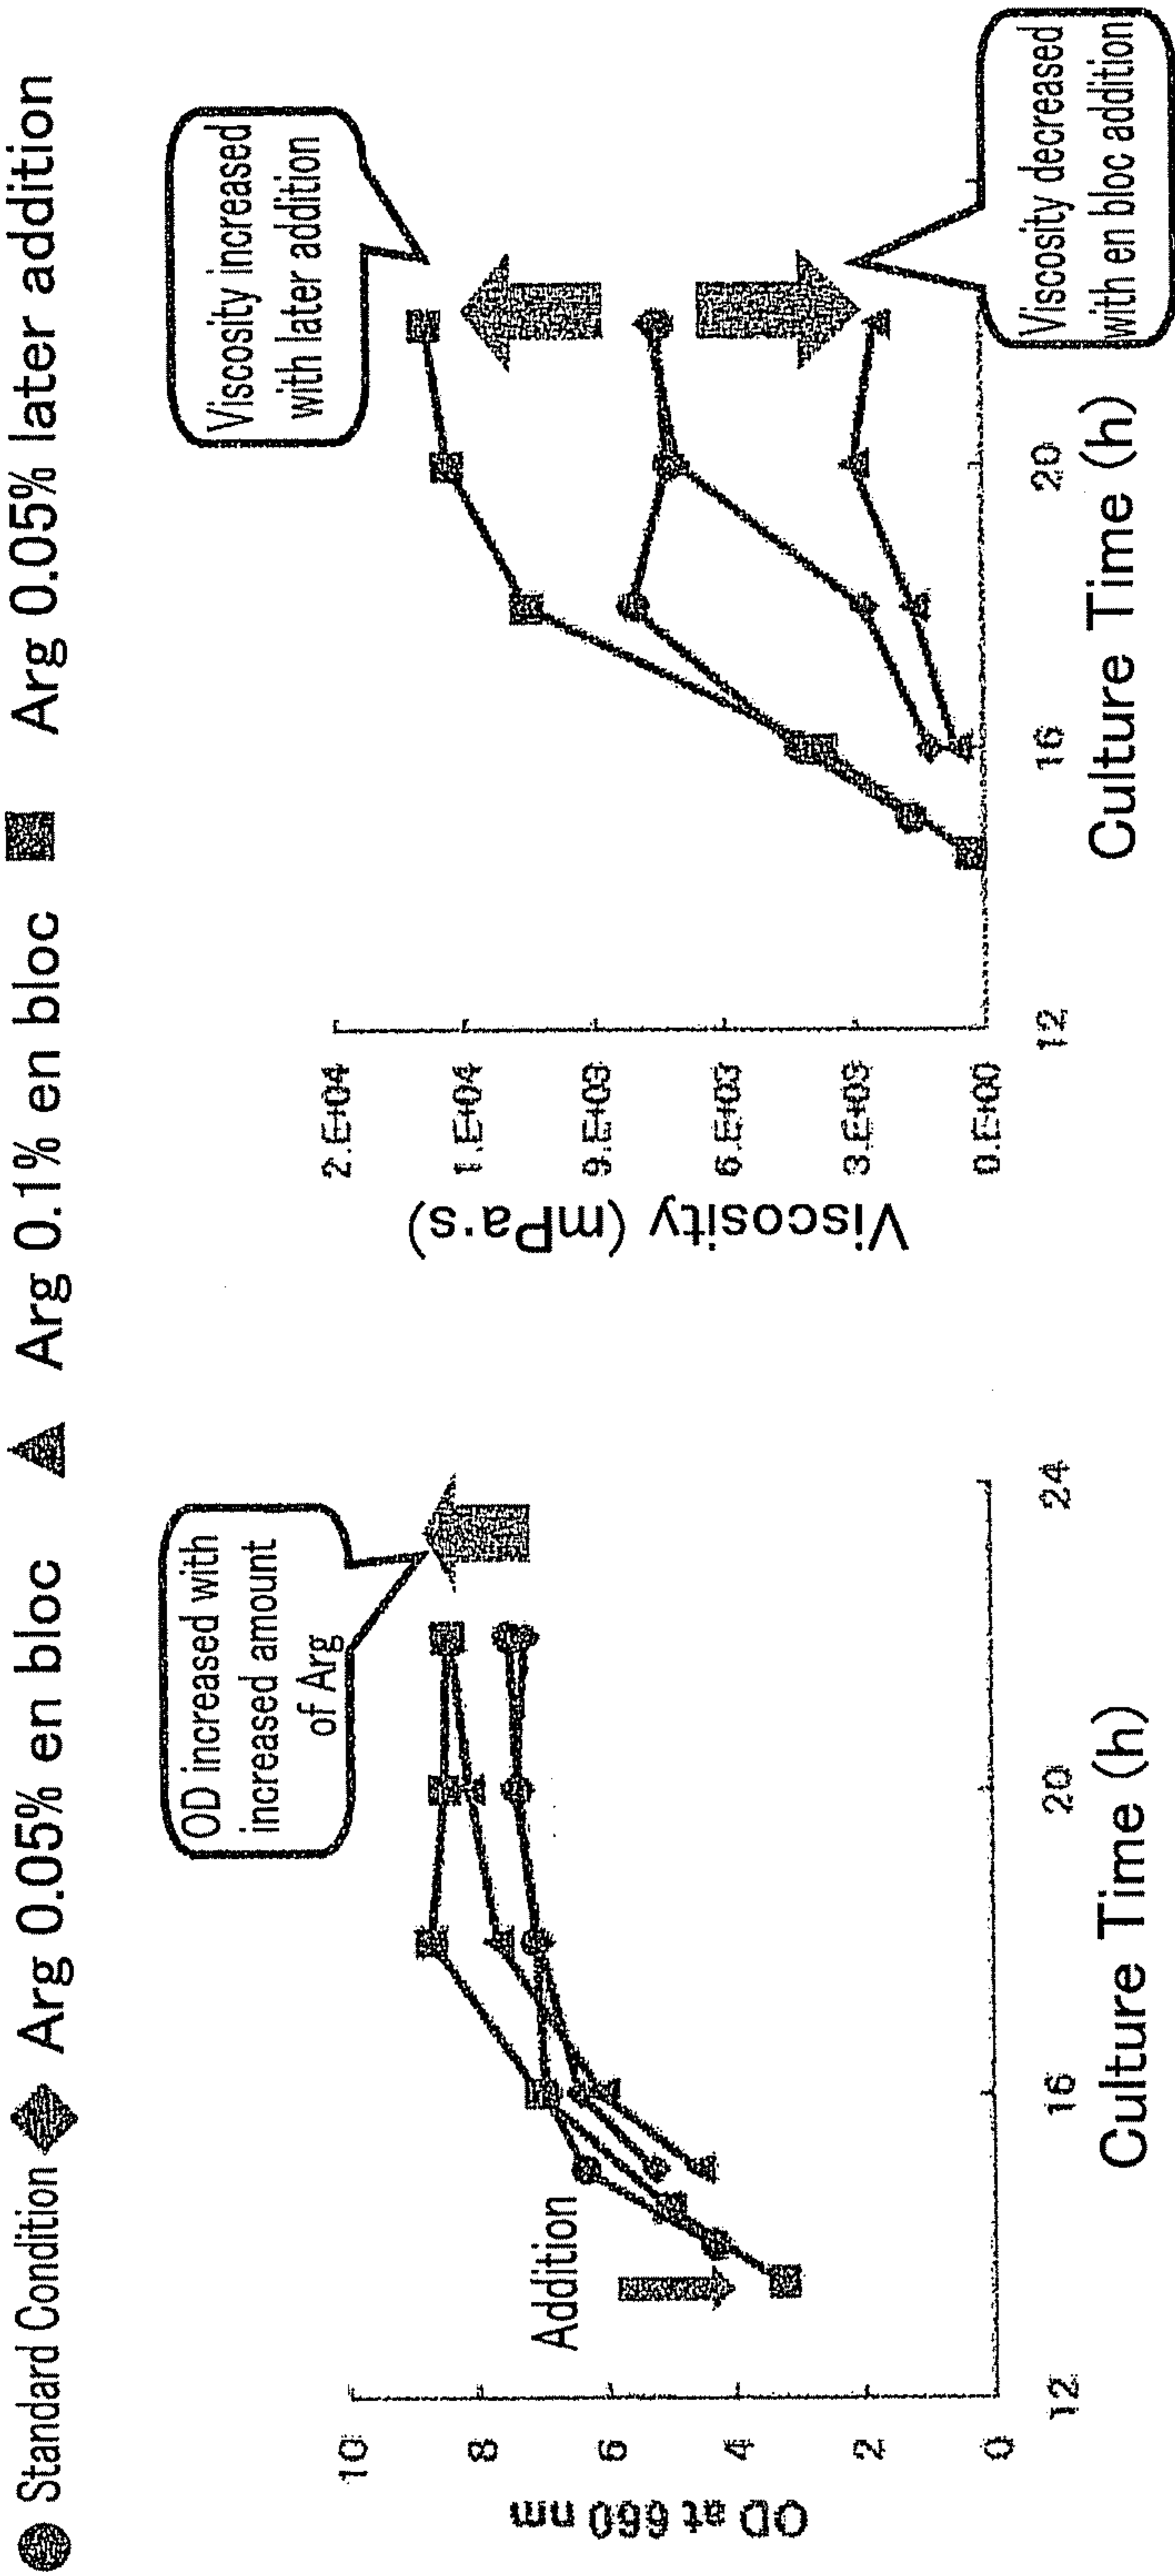 Standard Condition Arg 0.05% en bloc Arg 0.1% en bloc Arg 0.05% later addition
OD increased with
increased amount
of Arg
Addition
10
8
6
4
2
0
OD at 660 nm
12
16
20
24
Culture Time (h)
Viscosity increased
with later addition
2.E+04
1.E+04
9.E+03
6.E+03
3.E+03
0.E+00
Viscosity (mPa·s)
12
16
20
Culture Time (h)
Viscosity decreased
with en bloc addition